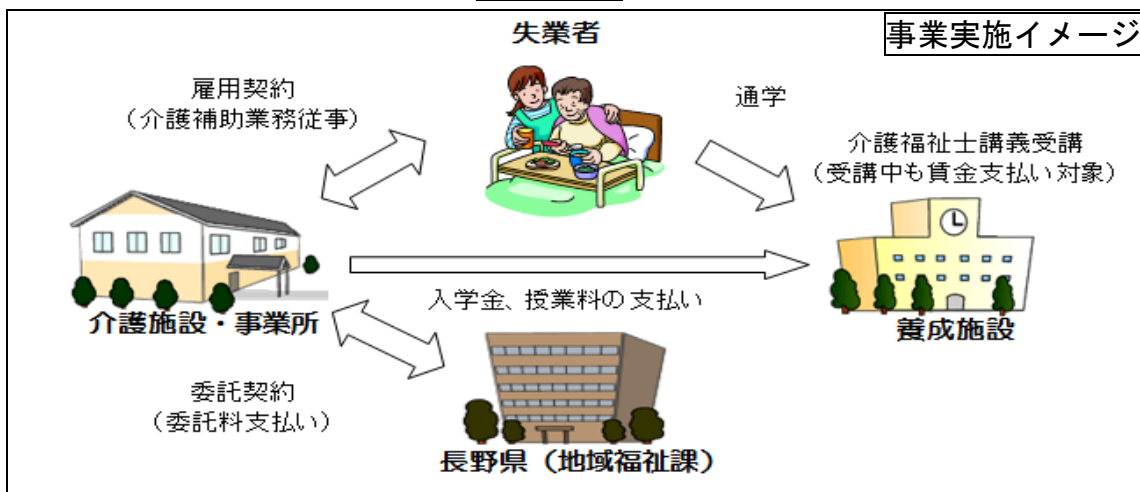 事業実施イメージ
失業者
雇用契約
（介護補助業務従事）
通学
介護福祉士講義受講
（受講中も賃金支払い対象）
入学金、授業料の支払い
介護施設・事業所
養成施設
委託契約
（委託料支払い）
長野県（地域福祉課）